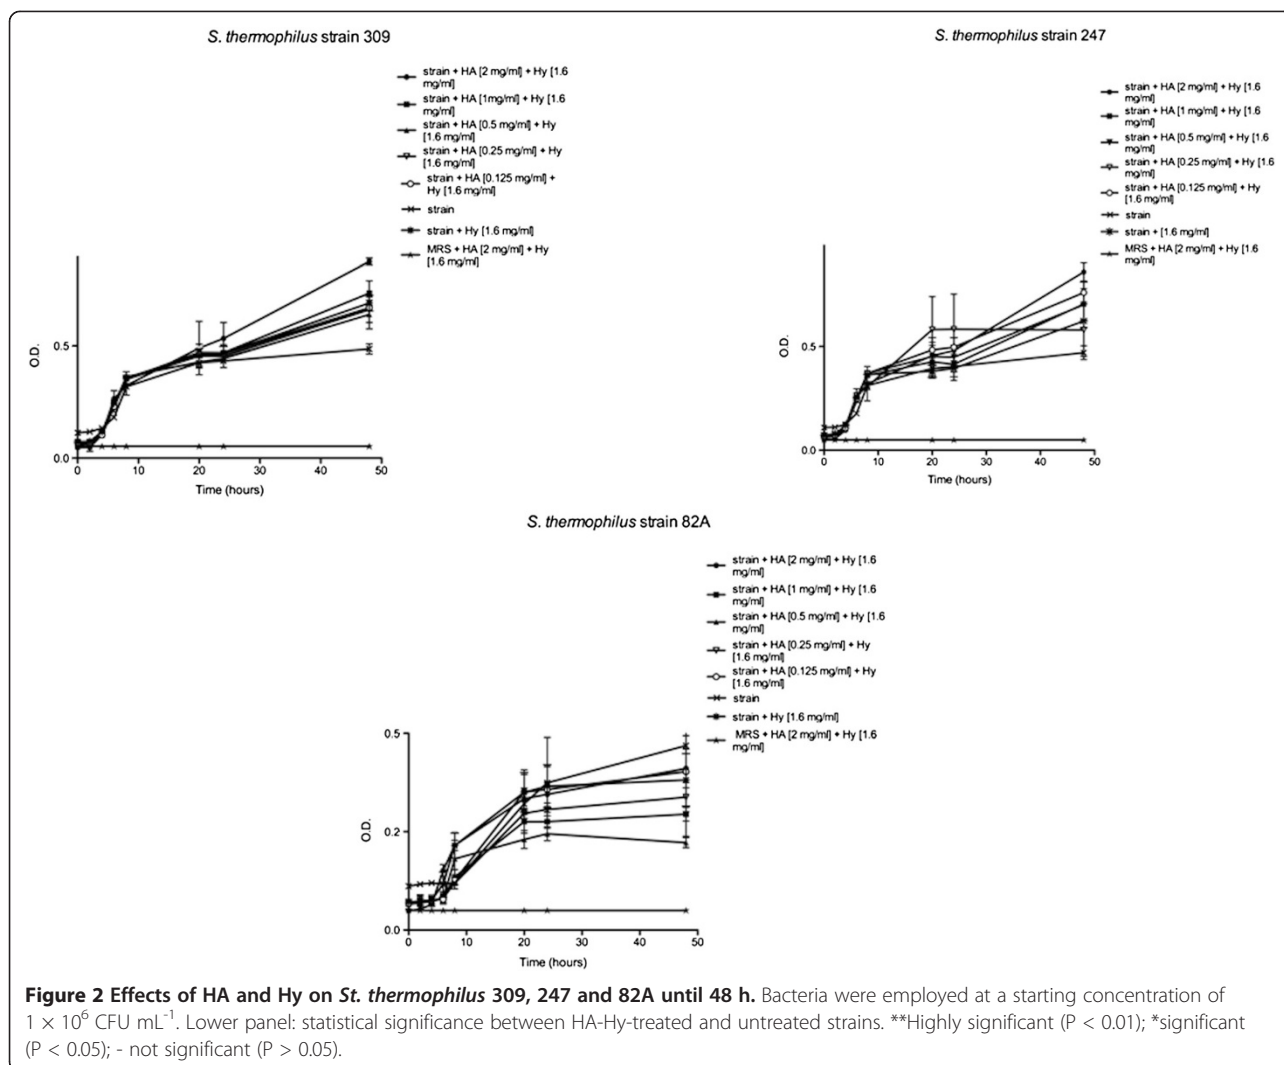 S. thermophilus strain 309
strain + HA [2 mg/ml] + Hy [1.6
mg/ml]
strain + HA [1mg/ml] + Hy [1.6
mg/ml]
strain + HA [0.5 mg/ml] + Hy
[1.6 mg/ml]
strain + HA [0.25 mg/ml] + Hy
[1.6 mg/ml]
strain + HA [0.125 mg/ml] +
Hy [1.6 mg/ml]
strain
strain + Hy [1.6 mg/ml]
MRS + HA [2 mg/ml] + Hy
[1.6 mg/ml]
O.D.
0.5
0.0
0 10 20 30 40 50
Time (hours)
S. thermophilus strain 247
strain + HA [2 mg/ml] + Hy [1.6
mg/ml]
strain + HA [1 mg/ml] + Hy [1.6
mg/ml]
strain + HA [0.5 mg/ml] + Hy [1.6
mg/ml]
strain + HA [0.25 mg/ml] + Hy [1.6
mg/ml]
strain + HA [0.125 mg/ml] + Hy
[1.6 mg/ml]
strain
strain + [1.6 mg/ml]
MRS + HA [2 mg/ml] + Hy [1.6
mg/ml]
O.D.
0.5
0.0
0 10 20 30 40 50
Time (hours)
S. thermophilus strain 82A
strain + HA [2 mg/ml] + Hy [1.6
mg/ml]
strain + HA [1 mg/ml] + Hy [1.6
mg/ml]
strain + HA [0.5 mg/ml] + Hy [1.6
mg/ml]
strain + HA [0.25 mg/ml] + Hy
[1.6 mg/ml]
strain + HA [0.125 mg/ml] + Hy
[1.6 mg/ml]
strain
strain + Hy [1.6 mg/ml]
MRS + HA [2 mg/ml] + Hy [1.6
mg/ml]
O.D.
0.5
0.2
0.0
0 10 20 30 40 50
Time (hours)
Figure 2 Effects of HA and Hy on St. thermophilus 309, 247 and 82A until 48 h. Bacteria were employed at a starting concentration of
1 × 10⁶ CFU mL⁻¹. Lower panel: statistical significance between HA-Hy-treated and untreated strains. **Highly significant (P < 0.01); *significant
(P < 0.05); - not significant (P > 0.05).